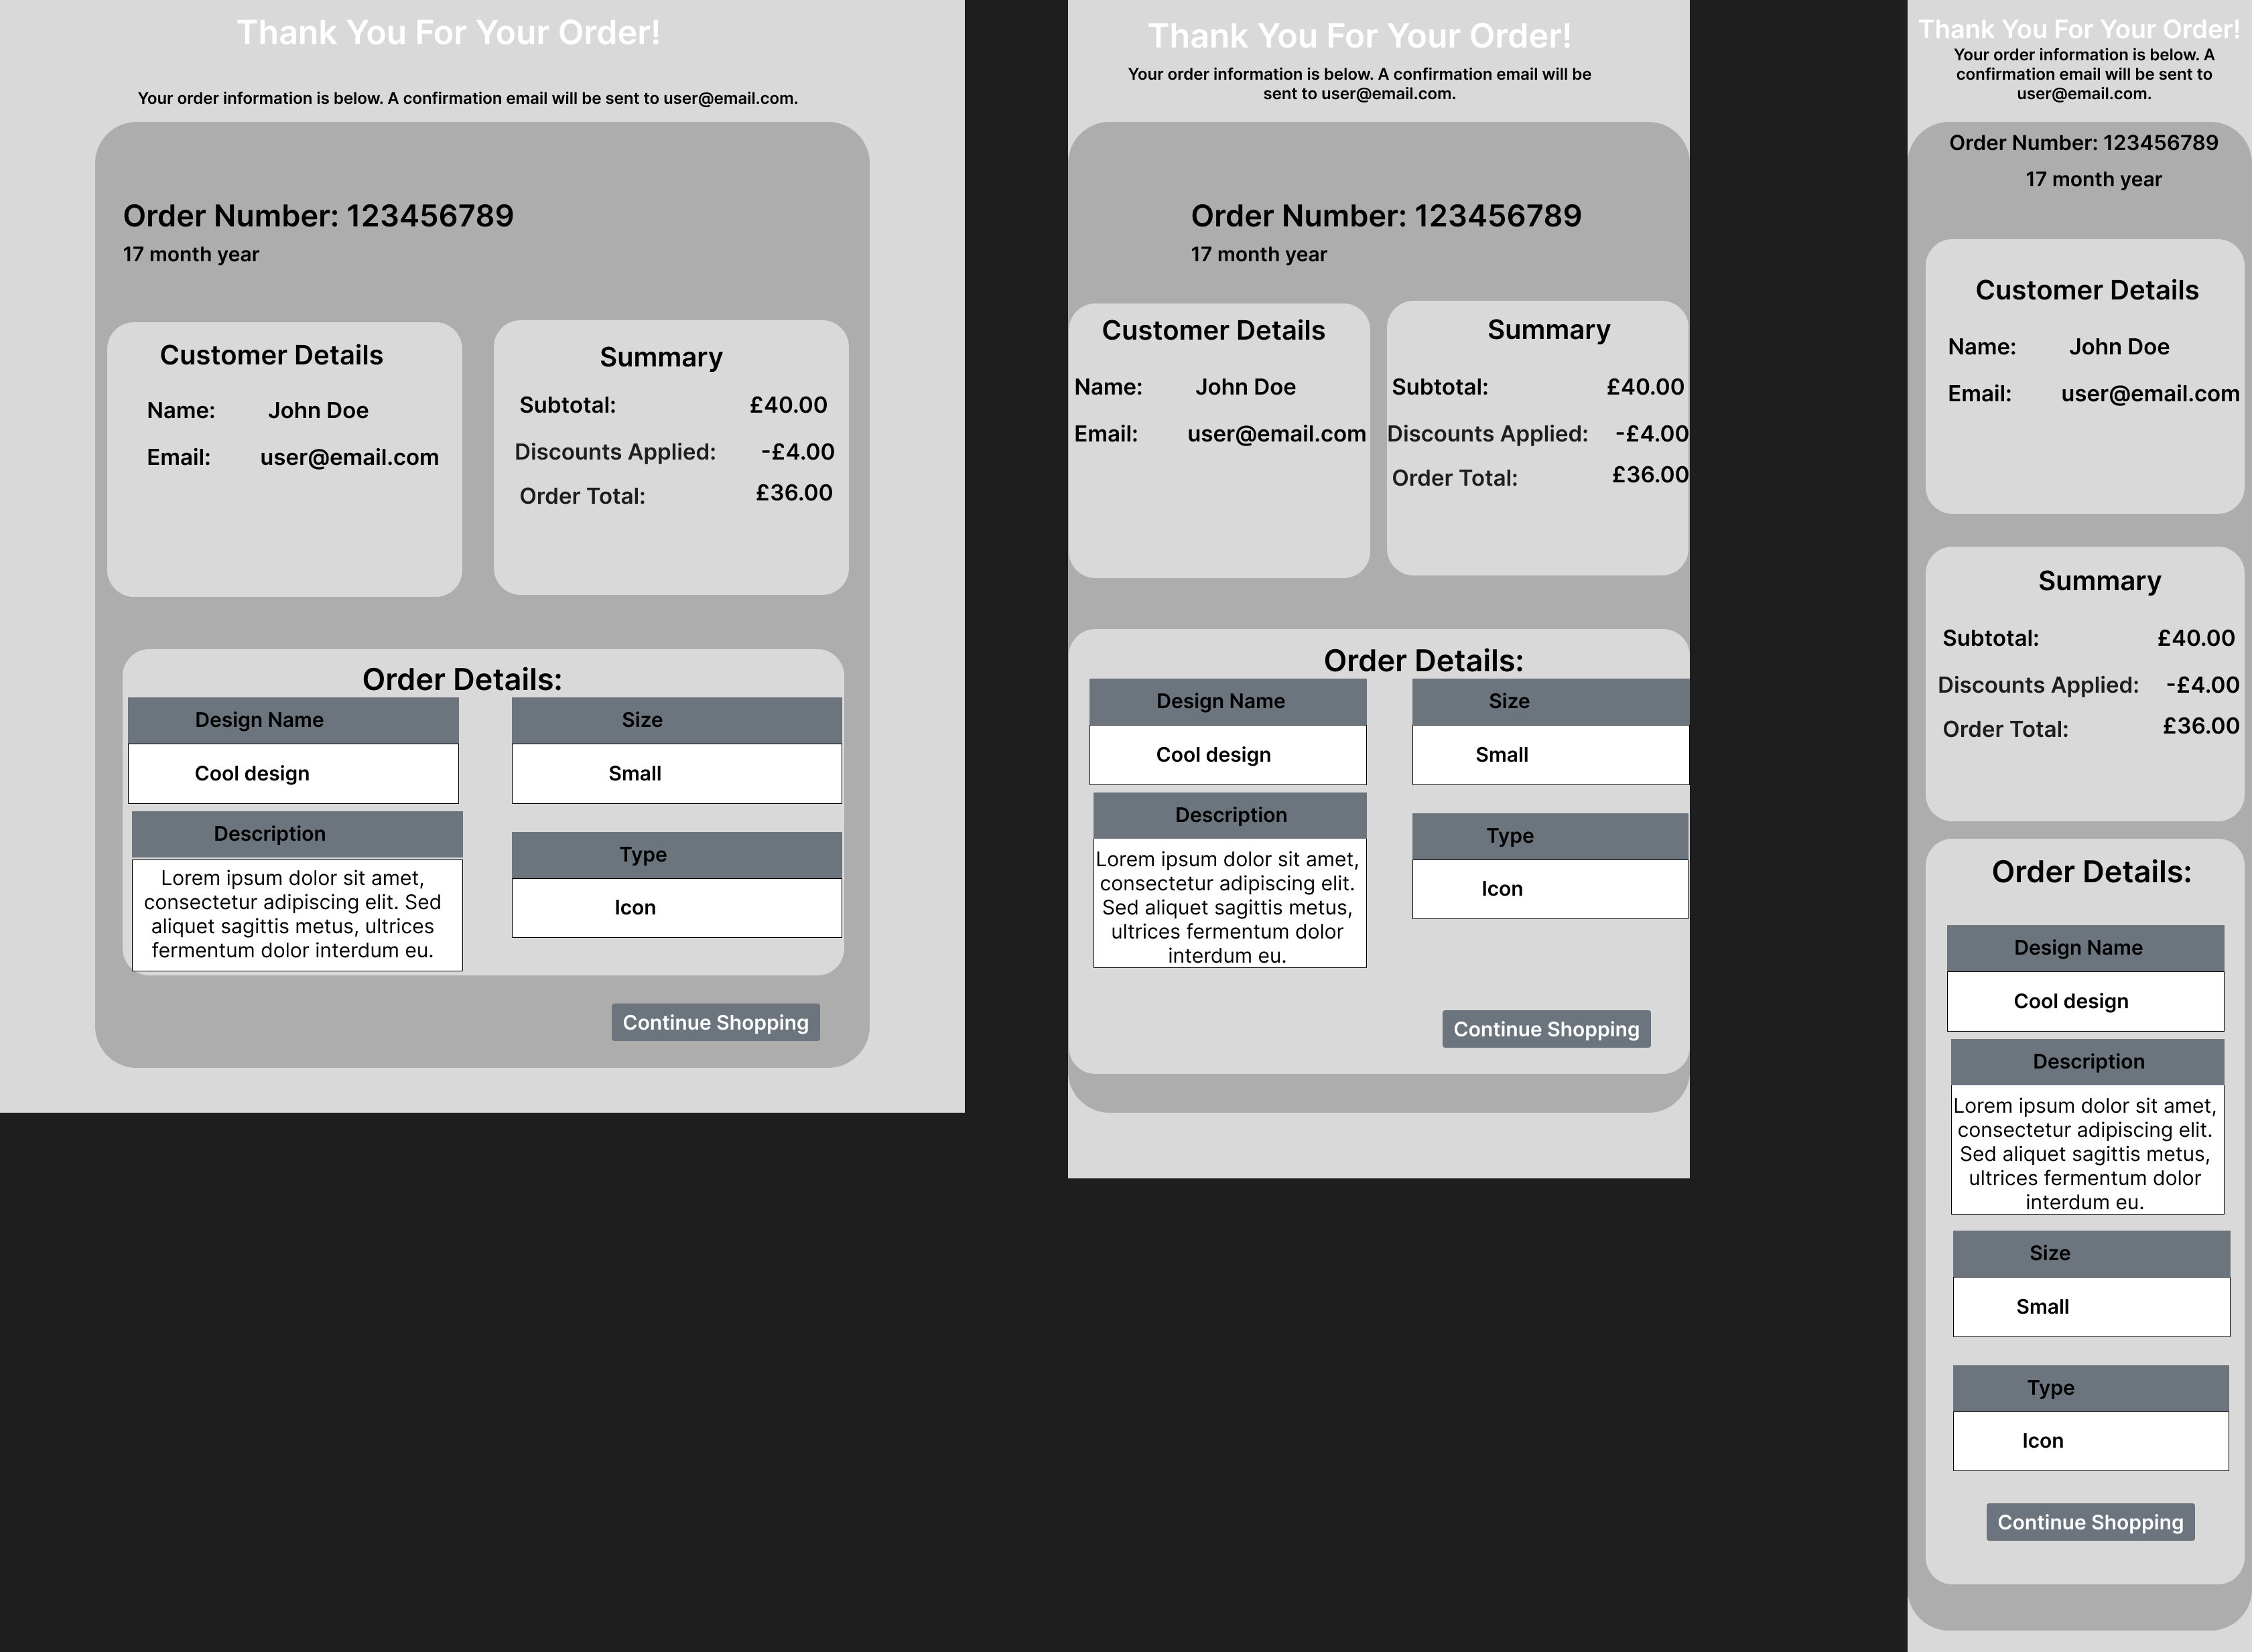 Thank You For Your Order!
Your order information is below. A confirmation email will be sent to user@email.com.
Order Number: 123456789
17 month year
Customer Details
Name: John Doe
Email: user@email.com
Summary
Subtotal: £40.00
Discounts Applied: -£4.00
Order Total: £36.00
Order Details:
Design Name
Cool design
Description
Lorem ipsum dolor sit amet,
consectetur adipiscing elit. Sed
aliquet sagittis metus, ultrices
fermentum dolor interdum eu.
Size
Small
Type
Icon
Continue Shopping
Thank You For Your Order!
Your order information is below. A confirmation email will be
sent to user@email.com.
Order Number: 123456789
17 month year
Customer Details
Name: John Doe
Email: user@email.com
Summary
Subtotal: £40.00
Discounts Applied: -£4.00
Order Total: £36.00
Order Details:
Design Name
Cool design
Description
Lorem ipsum dolor sit amet,
consectetur adipiscing elit.
Sed aliquet sagittis metus,
ultrices fermentum dolor
interdum eu.
Size
Small
Type
Icon
Continue Shopping
Thank You For Your Order!
Your order information is below. A
confirmation email will be sent to
user@email.com.
Order Number: 123456789
17 month year
Customer Details
Name: John Doe
Email: user@email.com
Summary
Subtotal: £40.00
Discounts Applied: -£4.00
Order Total: £36.00
Order Details:
Design Name
Cool design
Description
Lorem ipsum dolor sit amet,
consectetur adipiscing elit.
Sed aliquet sagittis metus,
ultrices fermentum dolor
interdum eu.
Size
Small
Type
Icon
Continue Shopping